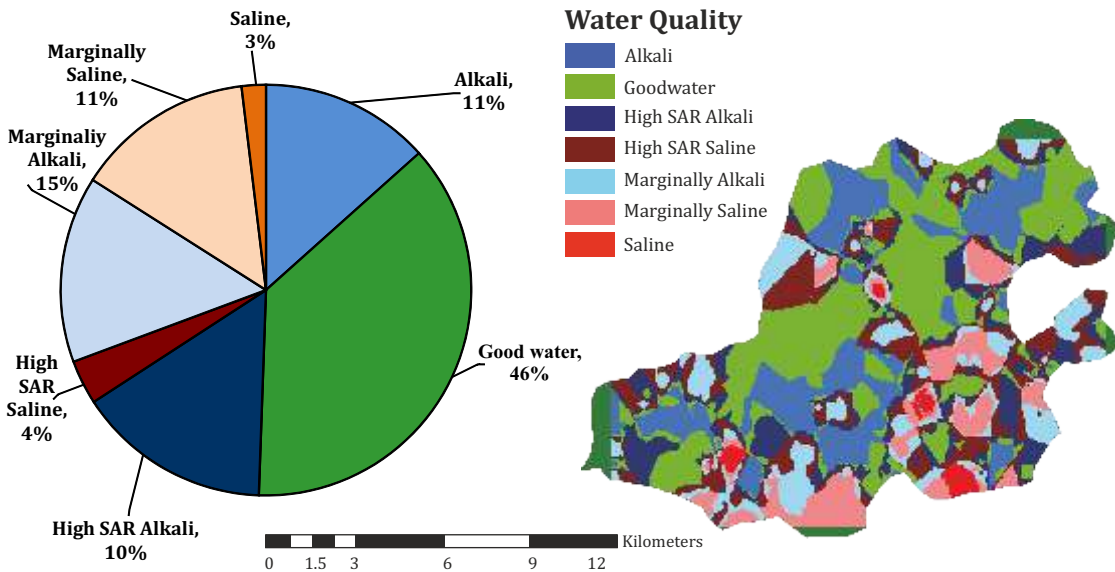 Saline,
3%
Marginally
Saline,
11%
Marginaliy
Alkali,
15%
High
SAR
Saline,
4%
High SAR Alkali,
10%
Alkali,
11%
Good water,
46%
Water Quality
Alkali
Goodwater
High SAR Alkali
High SAR Saline
Marginally Alkali
Marginally Saline
Saline
Kilometers
0 1.5 3 6 9 12